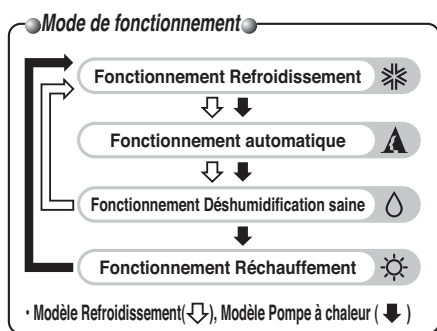 Mode de fonctionnement
Fonctionnement Refroidissement
Fonctionnement automatique
Fonctionnement Déshumidification saine
Fonctionnement Réchauffement
· Modèle Refroidissement(⇩), Modèle Pompe à chaleur (⬇)